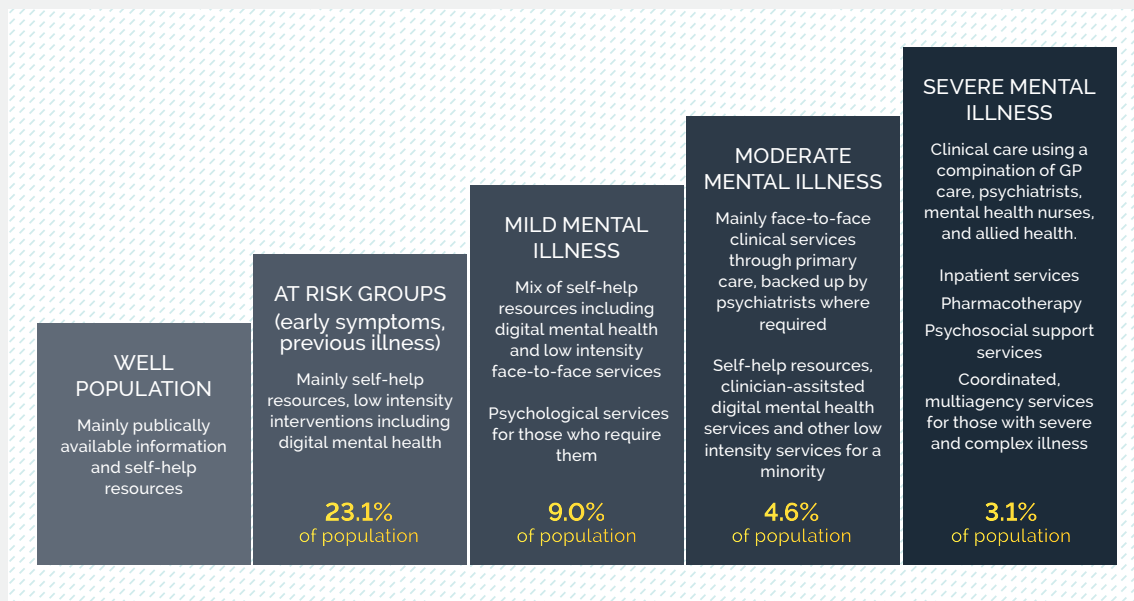 WELL
POPULATION
Mainly publically
available information
and self-help
resources
AT RISK GROUPS
(early symptoms,
previous illness)
Mainly self-help
resources, low intensity
interventions including
digital mental health
23.1%
of population
MILD MENTAL
ILLNESS
Mix of self-help
resources including
digital mental health
and low intensity
face-to-face services
Psychological services
for those who require
them
9.0%
of population
MODERATE
MENTAL ILLNESS
Mainly face-to-face
clinical services
through primary
care, backed up by
psychiatrists where
required
Self-help resources,
clinician-assitsted
digital mental health
services and other low
intensity services for a
minority
4.6%
of population
SEVERE MENTAL
ILLNESS
Clinical care using a
compination of GP
care, psychiatrists,
mental health nurses,
and allied health.
Inpatient services
Pharmacotherapy
Psychosocial support
services
Coordinated,
multiagency services
for those with severe
and complex illness
3.1%
of population